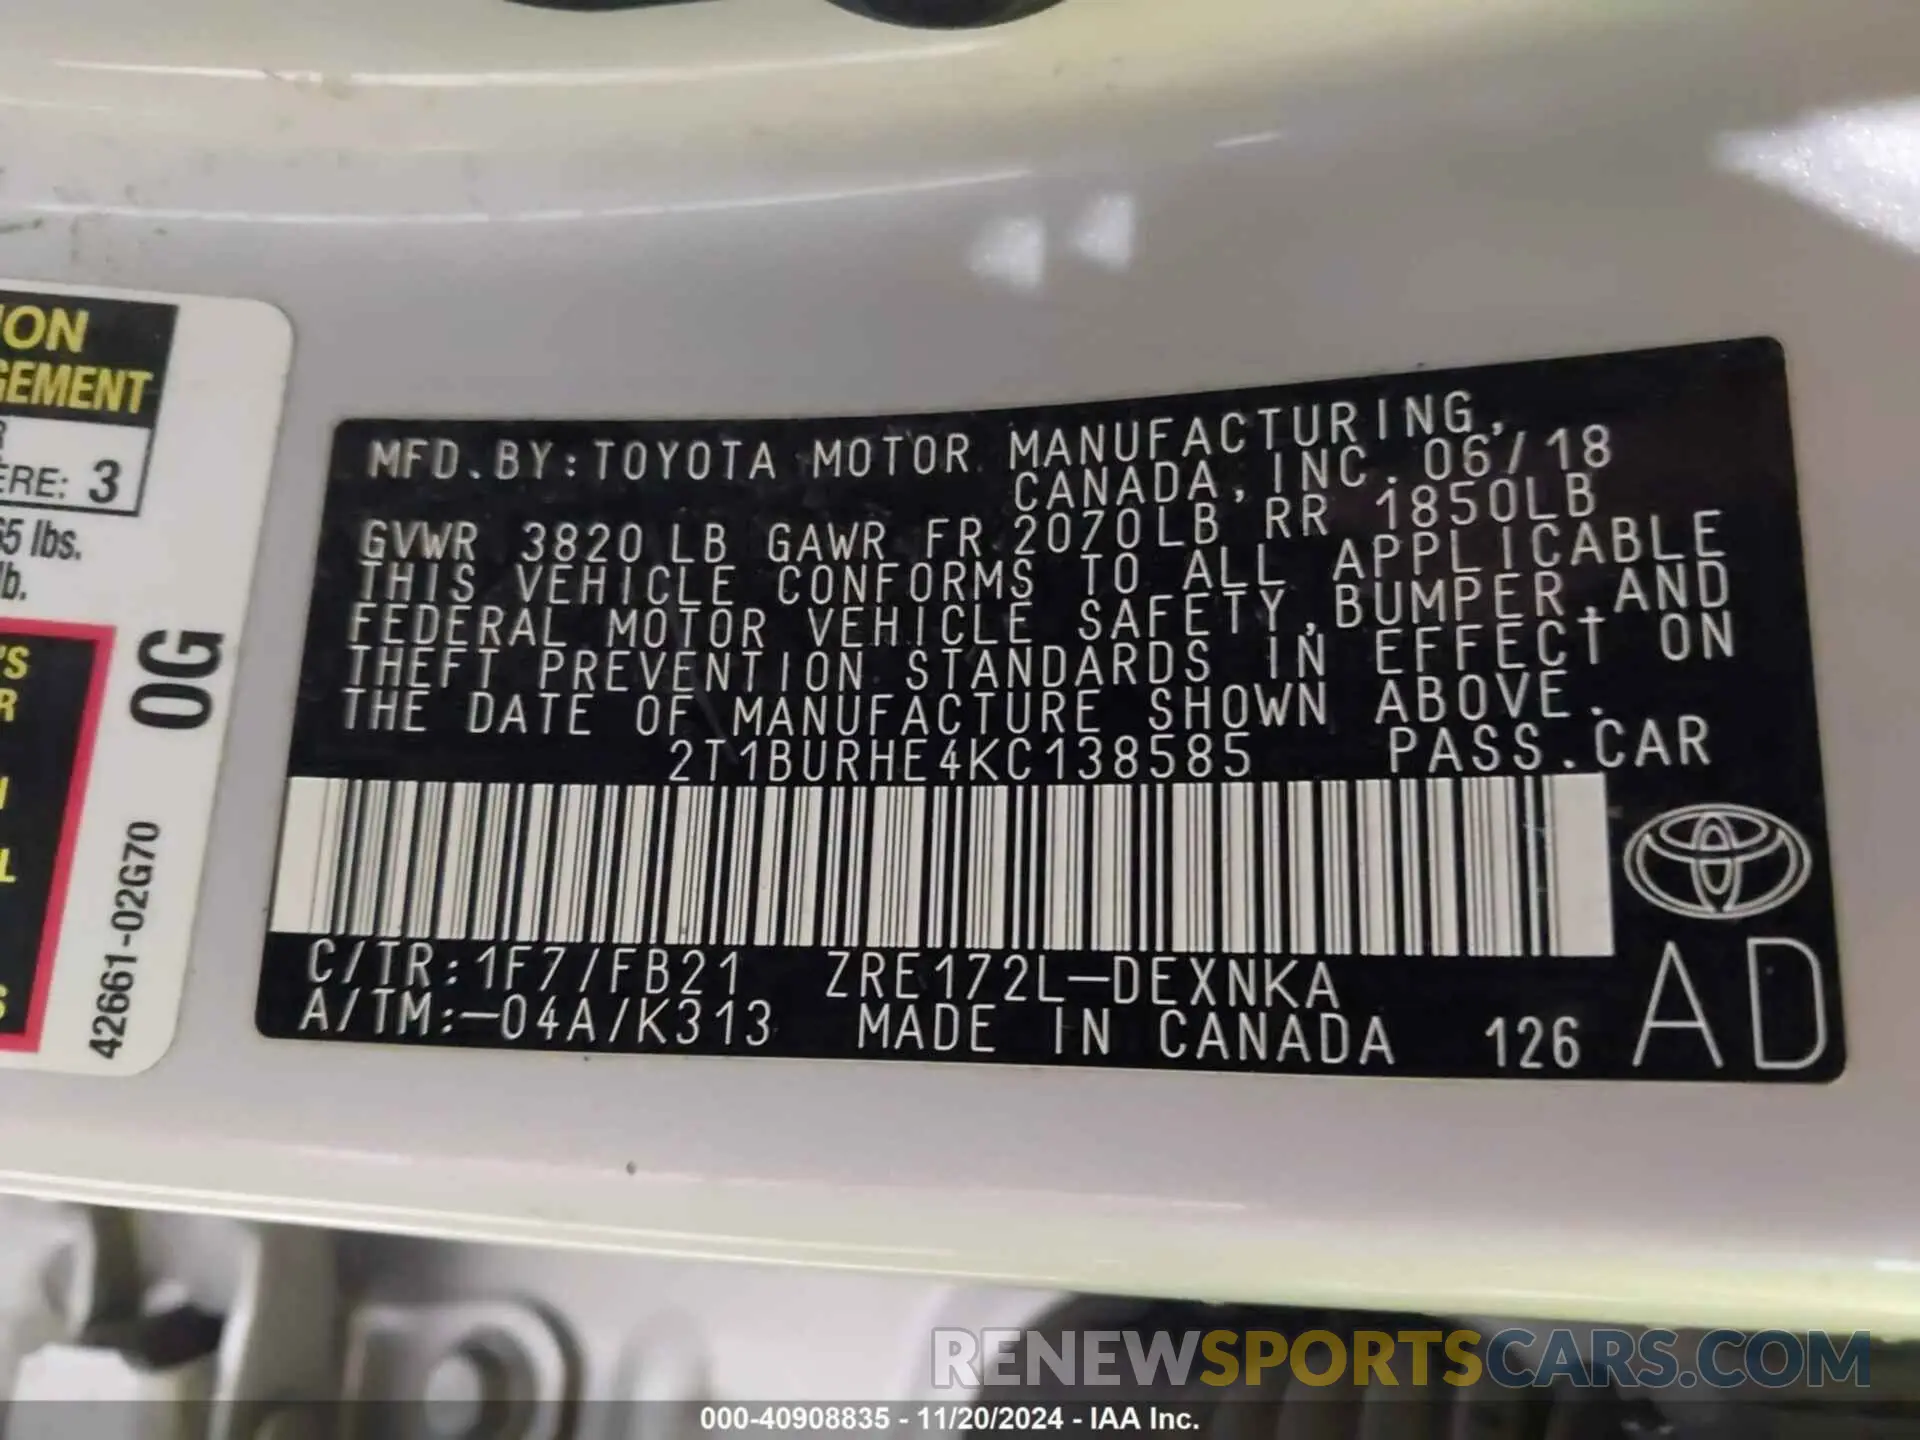 ION
GEMENT
R
ERE: 3
65 lbs.
lb.
'S
R
L
S
0G
42661-02G70
MFD.BY:TOYOTA MOTOR MANUFACTURING,
CANADA, INC. 06/18
GVWR 3820LB GAWR FR 2070LB RR 1850LB
THIS VEHICLE CONFORMS TO ALL APPLICABLE
FEDERAL MOTOR VEHICLE SAFETY,BUMPER,AND
THEFT PREVENTION STANDARDS IN EFFECT ON
THE DATE OF MANUFACTURE SHOWN ABOVE.
2T1BURHE4KC138585 PASS.CAR
C/TR:1F7/FB21 ZRE172L-DEXNKA
A/TM:-04A/K313 MADE IN CANADA 126
AD
RENEWSPORTSCARS.COM
000-40908835 - 11/20/2024 - IAA Inc.